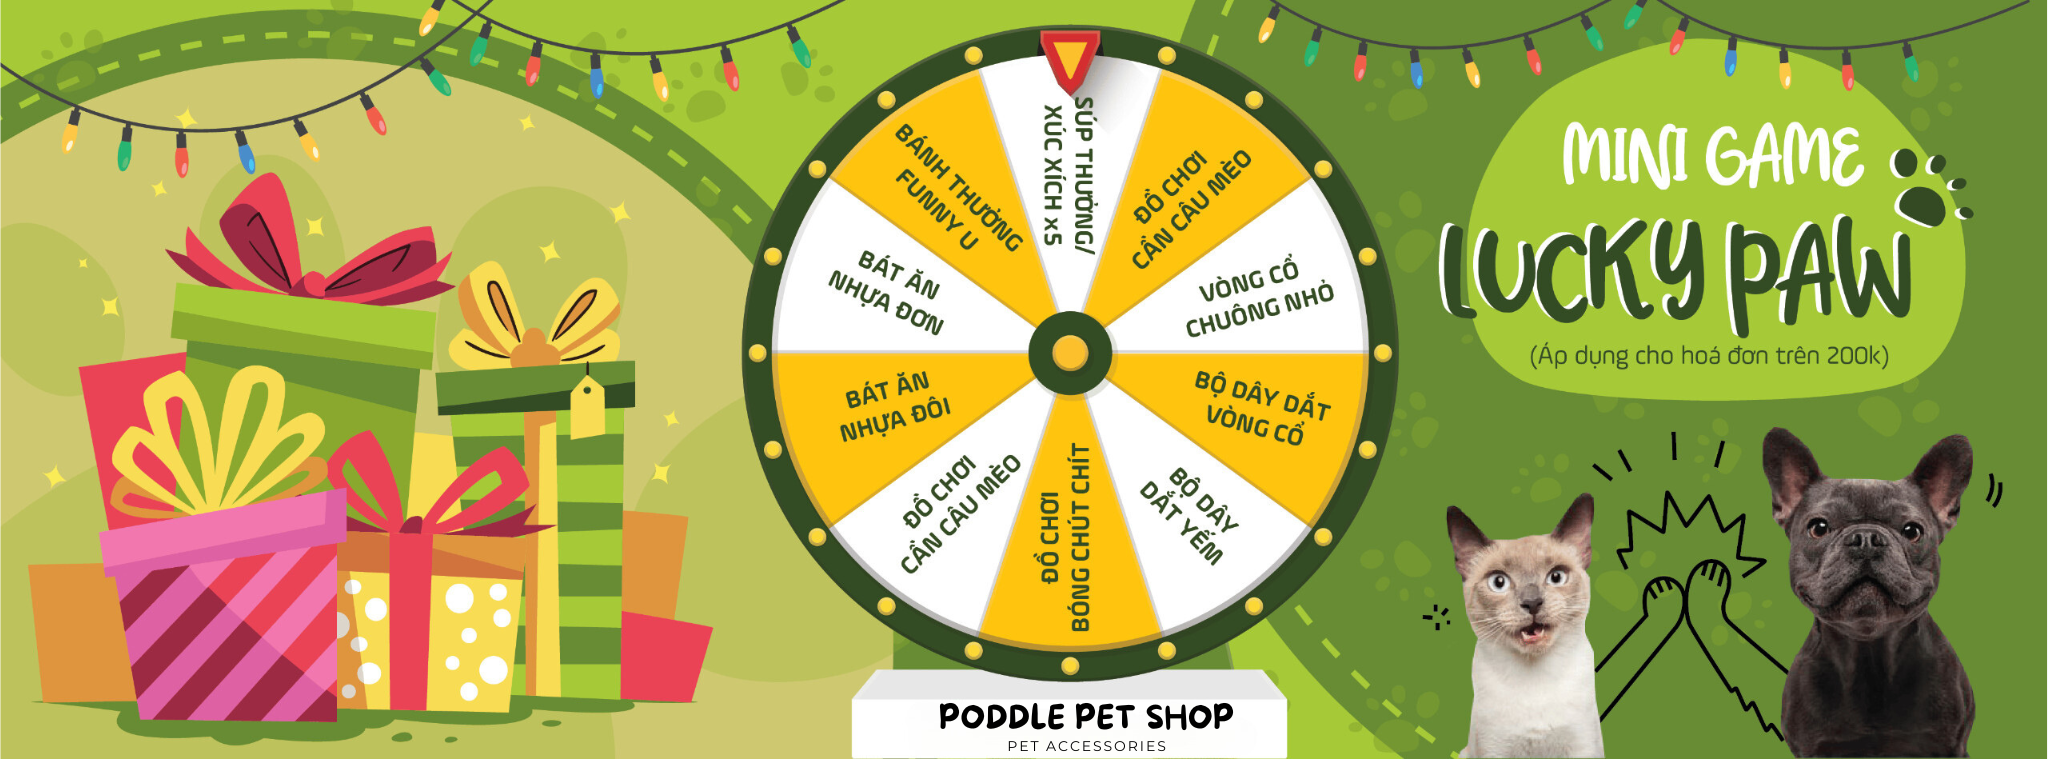 SÚP THƯỞNG/
XÚC XÍCH x5
ĐỒ CHƠI
CẦN CÂU MÈO
VÒNG CỔ
CHUÔNG NHỎ
BỘ DÂY DẮT
VÒNG CỔ
BỘ DÂY
DẮT YẾM
ĐỒ CHƠI
BÓNG CHÚT CHÍT
ĐỒ CHƠI
CẦN CÂU MÈO
BÁT ĂN
NHỰA ĐÔI
BÁT ĂN
NHỰA ĐƠN
BÁNH THƯỞNG
FUNNY U
PODDLE PET SHOP
PET ACCESSORIES
MINI GAME
LUCKY PAW
(Áp dụng cho hoá đơn trên 200k)